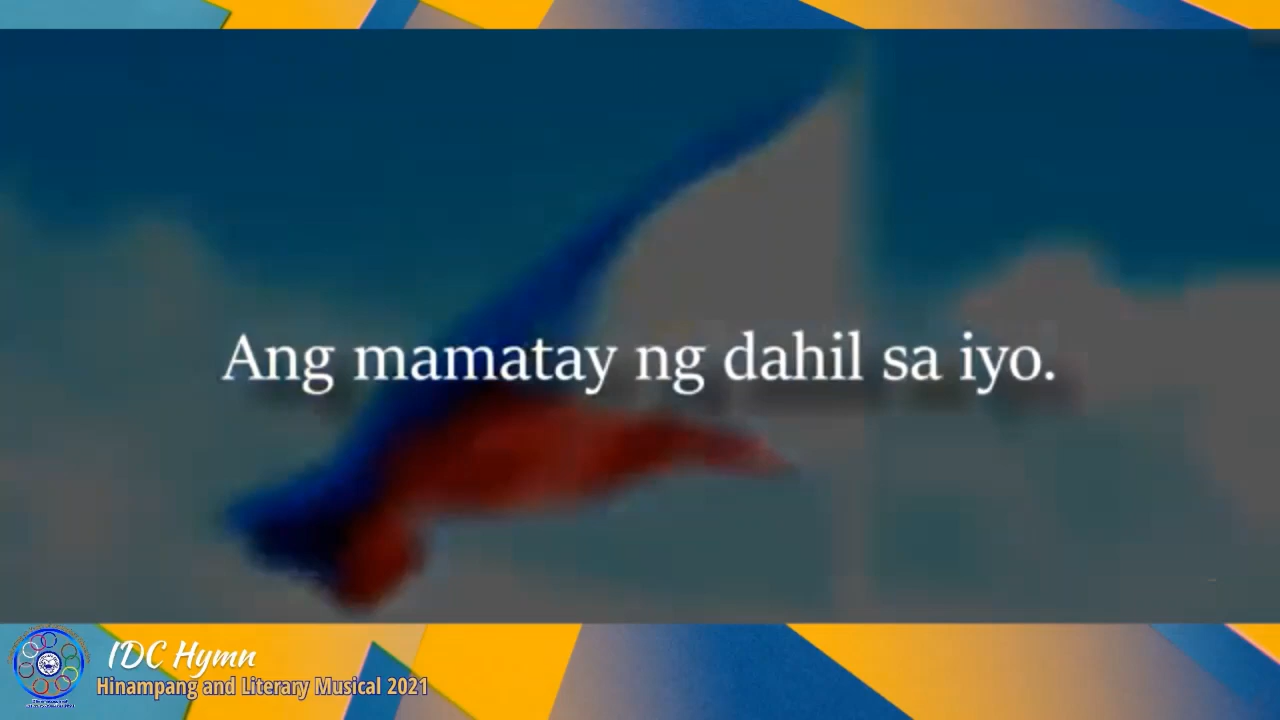 Ang mamatay ng dahil sa iyo.
IDC Hymn
Hinampang and Literary Musical 2021